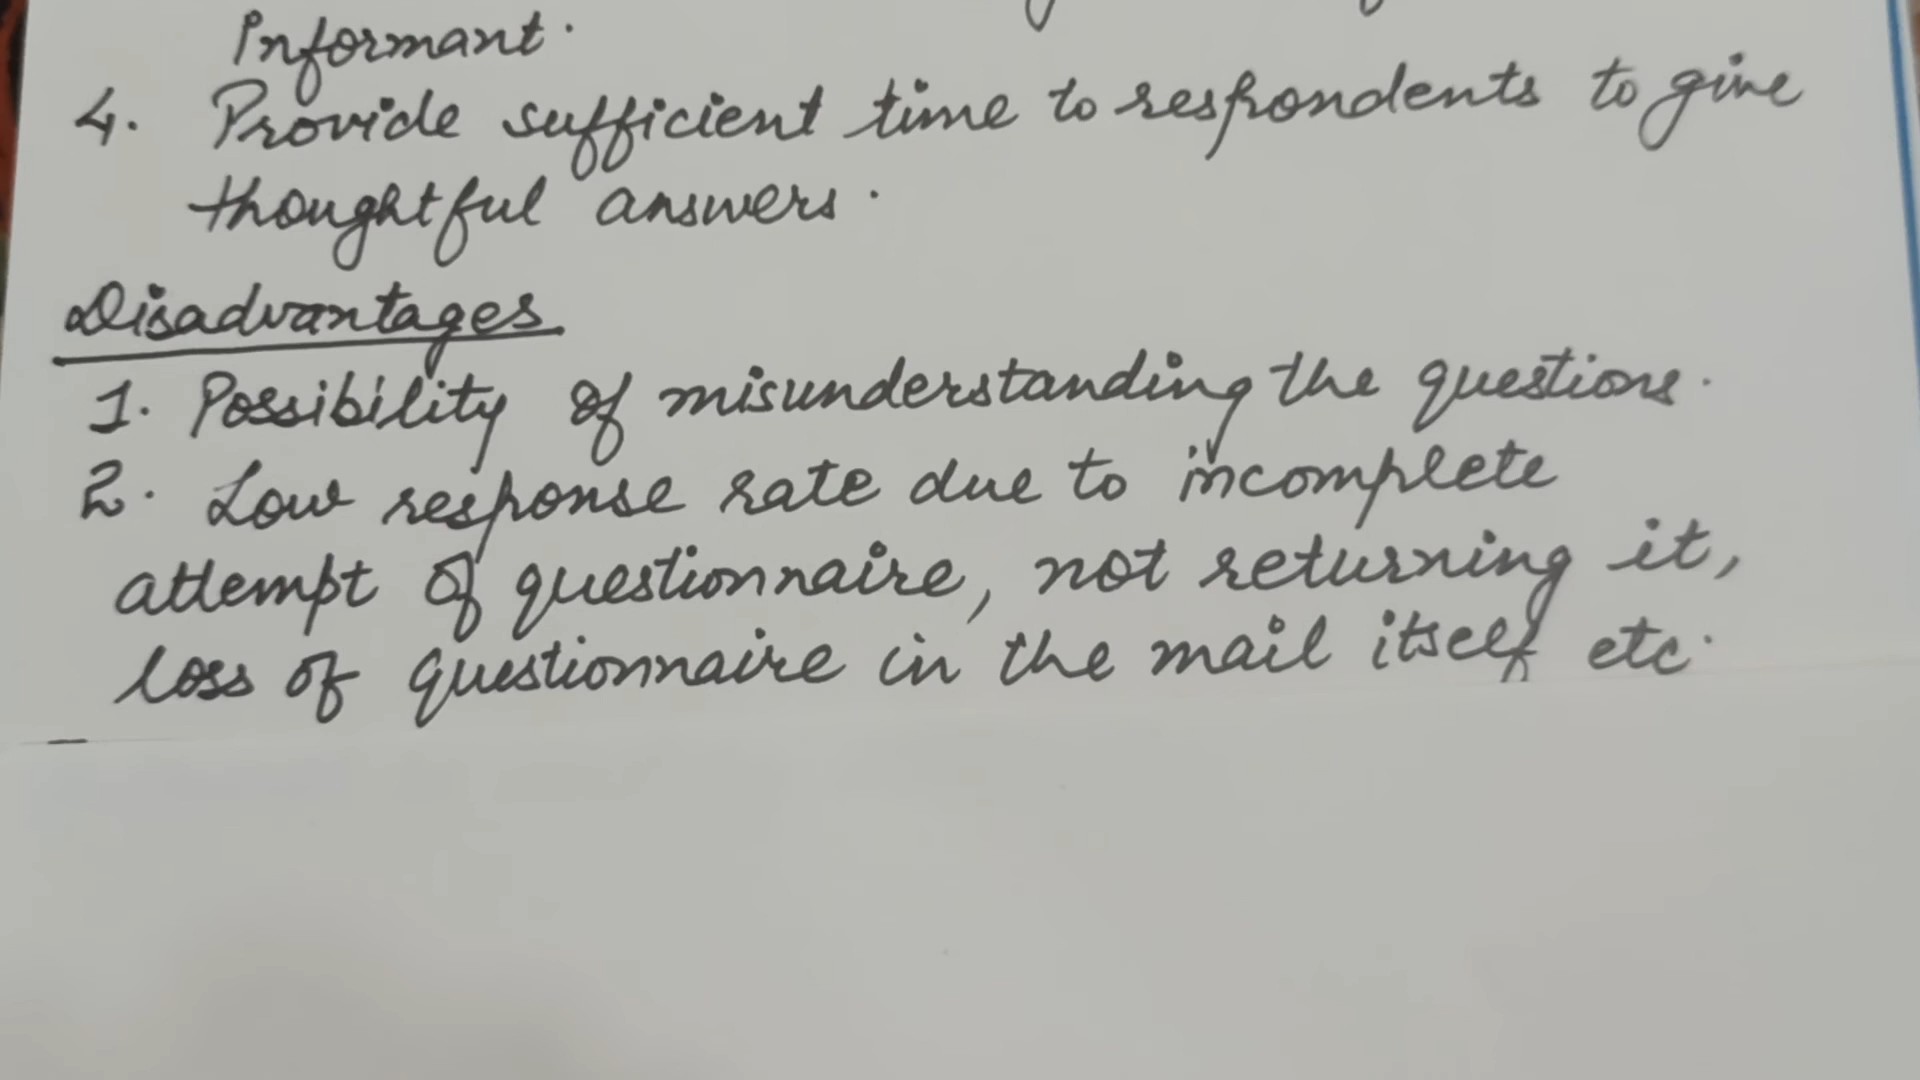 Informant.
4. Provide sufficient time to respondents to give
thoughtful answers.
Disadvantages
1. Possibility of misunderstanding the questions.
2. Low response rate due to incomplete
attempt of questionnaire, not returning it,
loss of questionnaire in the mail itself etc.